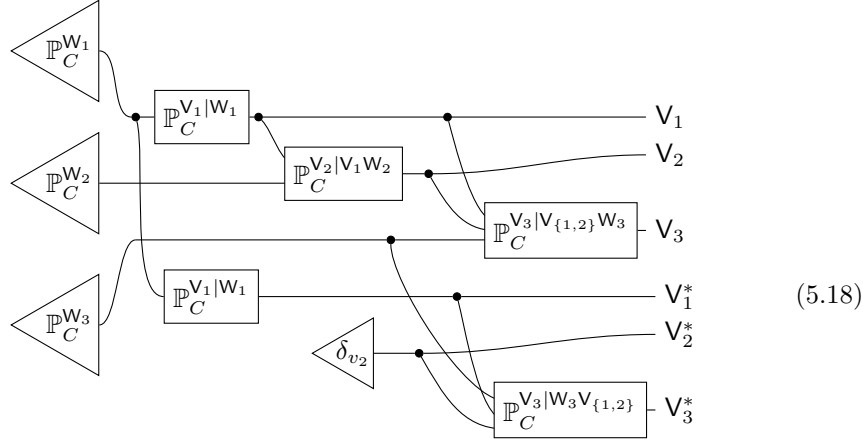 ℙ_C^{W_1}
ℙ_C^{V_1|W_1} V_1
ℙ_C^{W_2} ℙ_C^{V_2|V_1W_2} V_2
ℙ_C^{V_3|V_{\{1,2\}}W_3} V_3
ℙ_C^{W_3} ℙ_C^{V_1|W_1} V_1^* (5.18)
δ_{v_2} V_2^*
ℙ_C^{V_3|W_3V_{\{1,2\}}} V_3^*